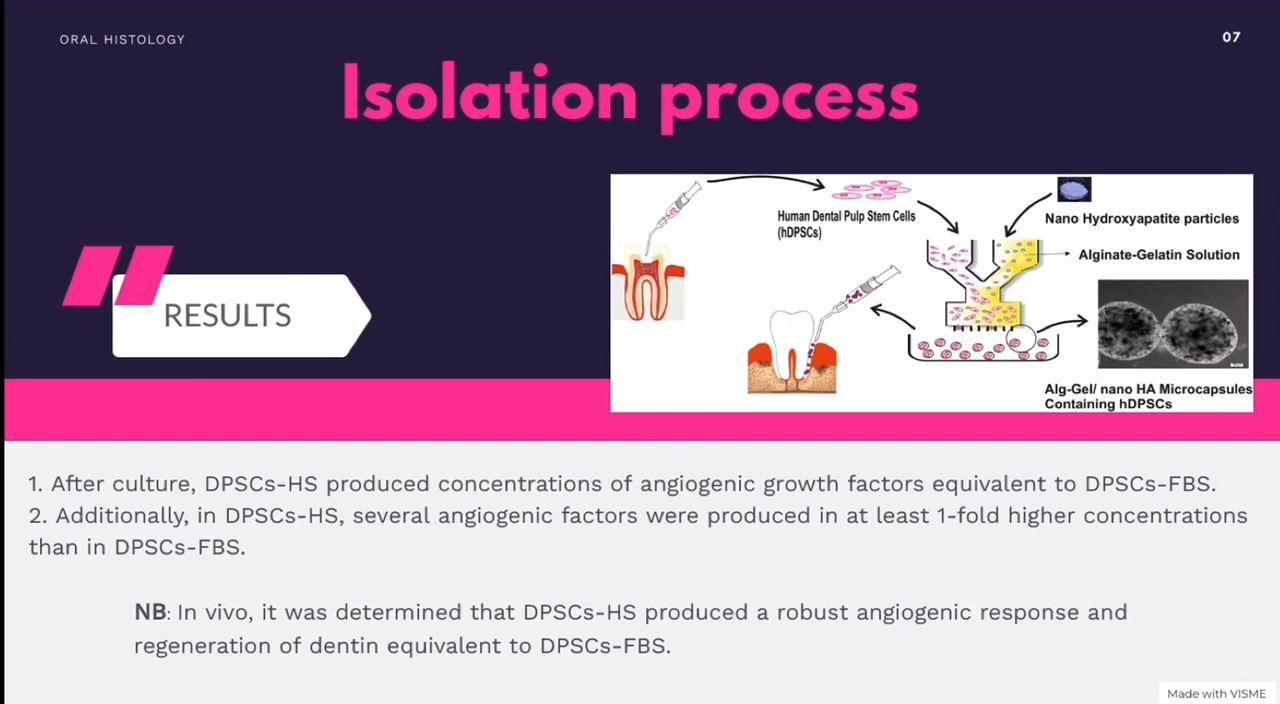 ORAL HISTOLOGY
07
Isolation process
RESULTS
Human Dental Pulp Stem Cells
(hDPSCs)
Nano Hydroxyapatite particles
Alginate-Gelatin Solution
Alg-Gel/ nano HA Microcapsules
Containing hDPSCs
1. After culture, DPSCs-HS produced concentrations of angiogenic growth factors equivalent to DPSCs-FBS.
2. Additionally, in DPSCs-HS, several angiogenic factors were produced in at least 1-fold higher concentrations
than in DPSCs-FBS.
NB: In vivo, it was determined that DPSCs-HS produced a robust angiogenic response and
regeneration of dentin equivalent to DPSCs-FBS.
Made with VISME